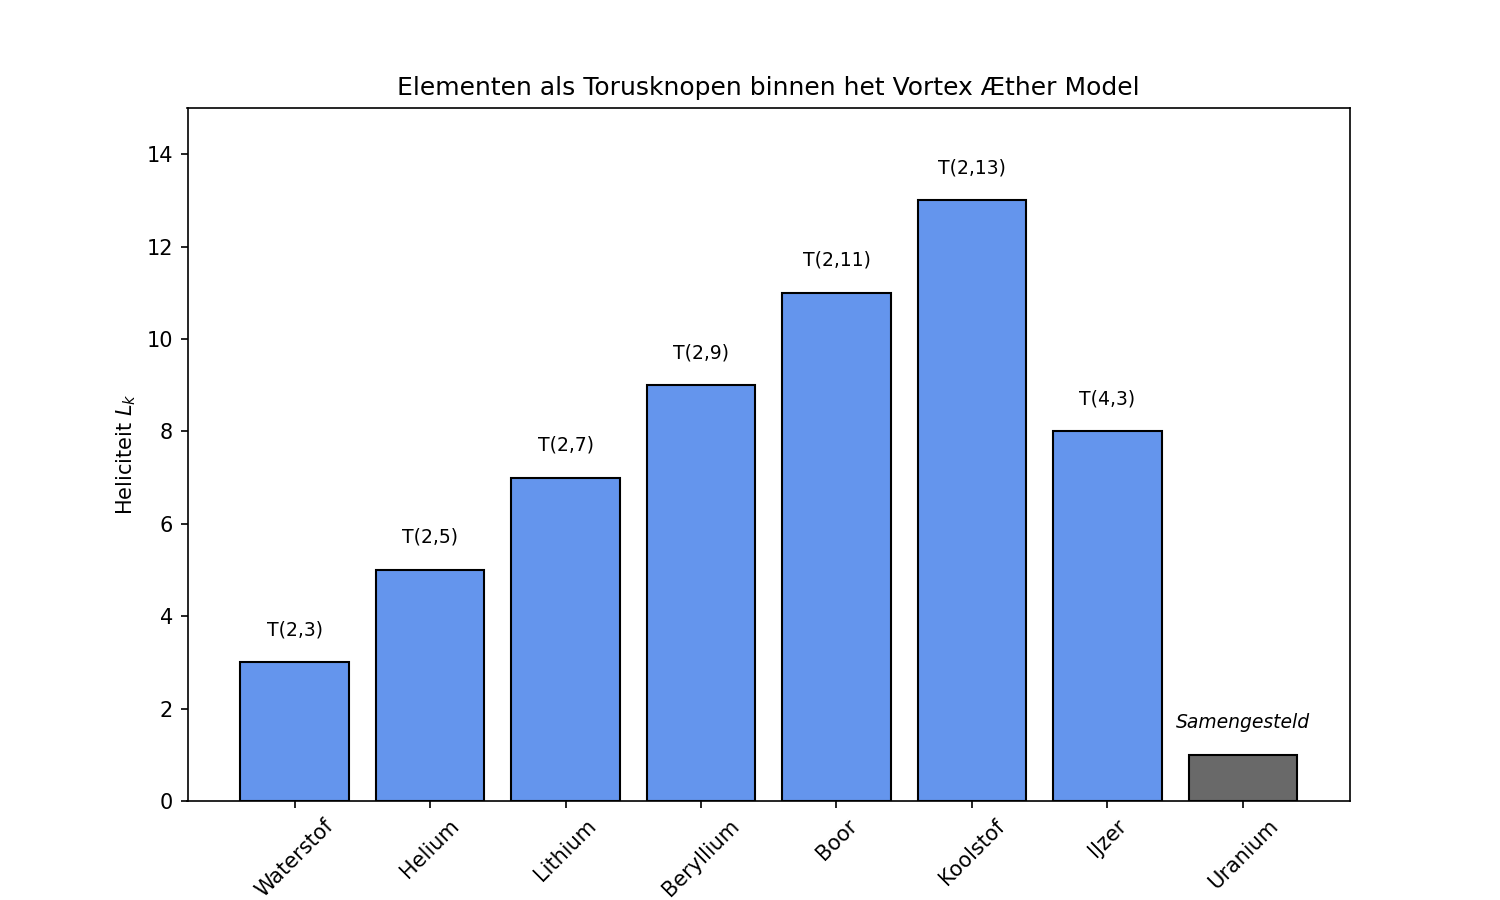 Elementen als Torusknopen binnen het Vortex Æther Model
14
12
10
8
6
4
2
0
Heliciteit Lₖ
T(2,3)
T(2,5)
T(2,7)
T(2,9)
T(2,11)
T(2,13)
T(4,3)
Samengesteld
Waterstof
Helium
Lithium
Beryllium
Boor
Koolstof
IJzer
Uranium